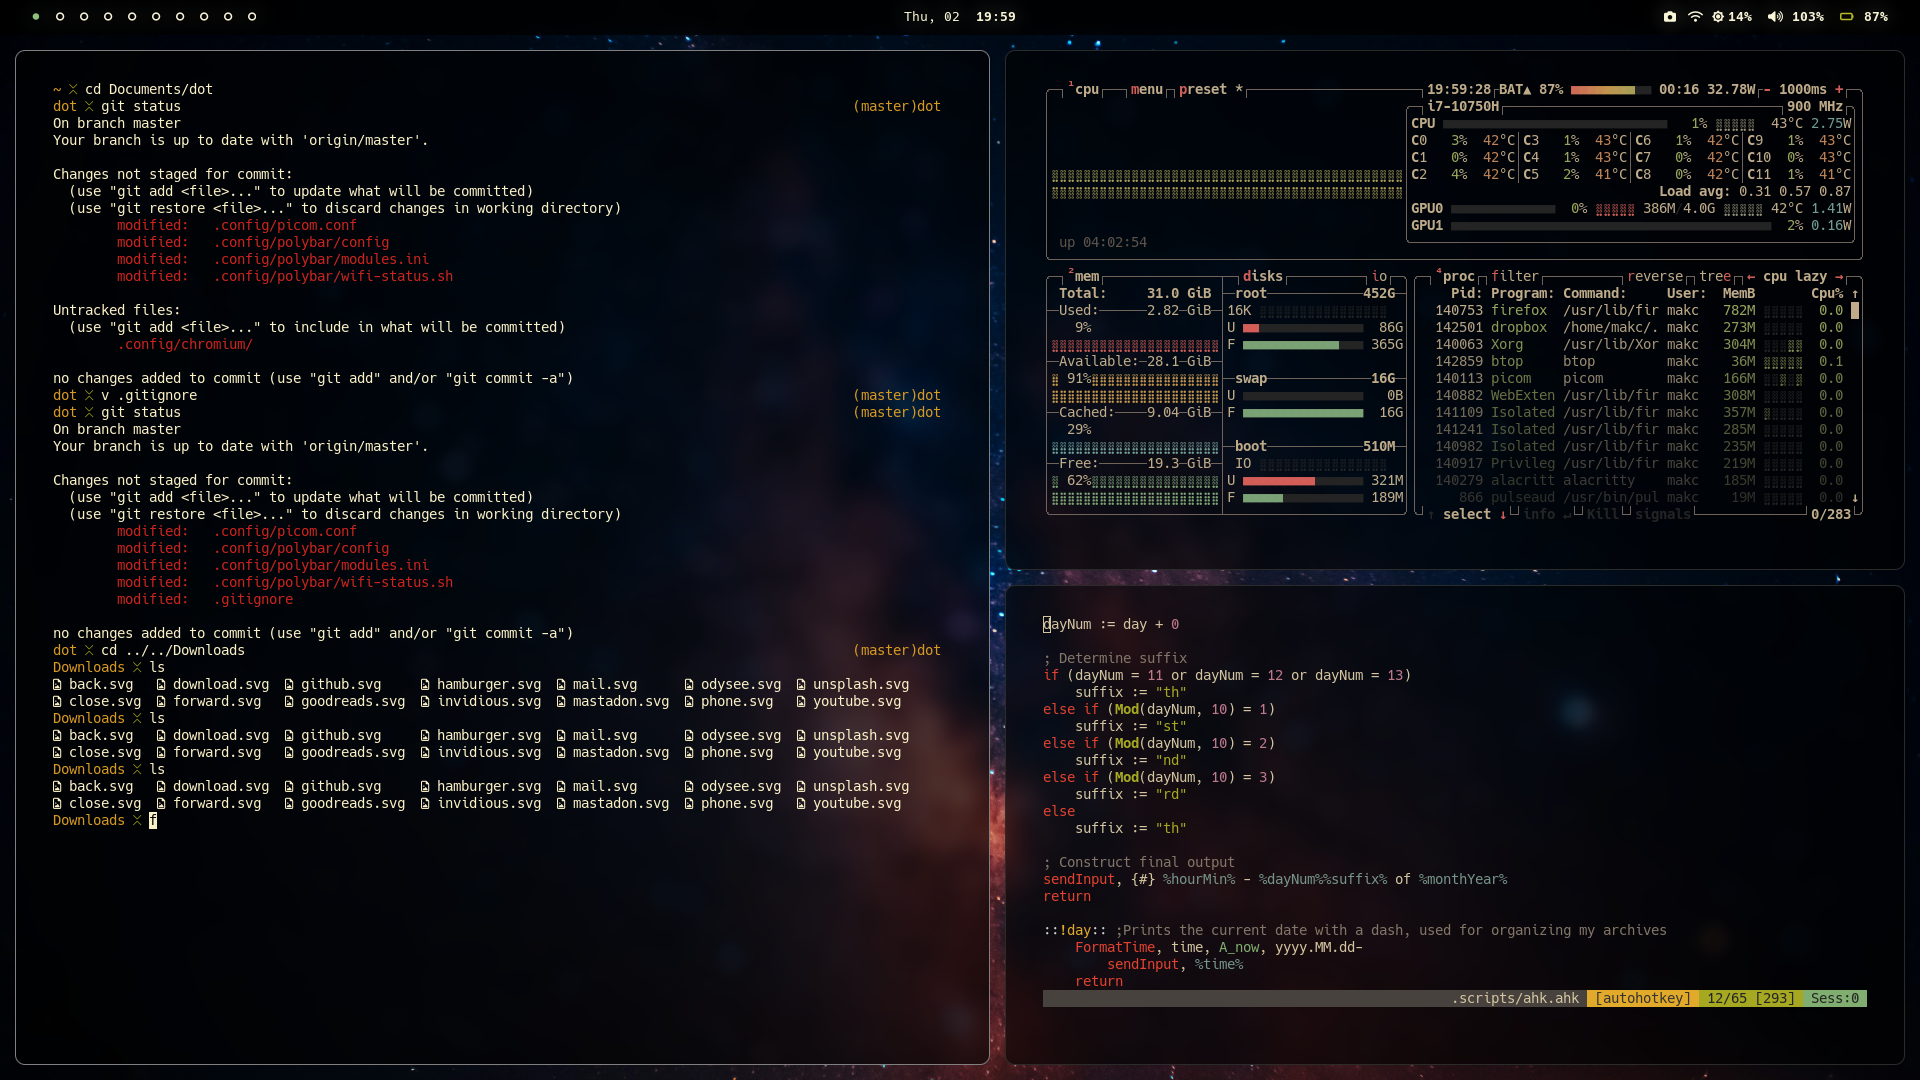 Thu, 02 19:59
14% 103% 87%
~ cd Documents/dot
dot git status (master)dot
On branch master
Your branch is up to date with 'origin/master'.
Changes not staged for commit:
(use "git add <file>..." to update what will be committed)
(use "git restore <file>..." to discard changes in working directory)
modified: .config/picom.conf
modified: .config/polybar/config
modified: .config/polybar/modules.ini
modified: .config/polybar/wifi-status.sh
Untracked files:
(use "git add <file>..." to include in what will be committed)
.config/chromium/
no changes added to commit (use "git add" and/or "git commit -a")
dot v .gitignore (master)dot
dot git status (master)dot
On branch master
Your branch is up to date with 'origin/master'.
Changes not staged for commit:
(use "git add <file>..." to update what will be committed)
(use "git restore <file>..." to discard changes in working directory)
modified: .config/picom.conf
modified: .config/polybar/config
modified: .config/polybar/modules.ini
modified: .config/polybar/wifi-status.sh
modified: .gitignore
no changes added to commit (use "git add" and/or "git commit -a")
dot cd ../../Downloads (master)dot
Downloads ls
back.svg download.svg github.svg hamburger.svg mail.svg odysee.svg unsplash.svg
close.svg forward.svg goodreads.svg invidious.svg mastadon.svg phone.svg youtube.svg
Downloads ls
back.svg download.svg github.svg hamburger.svg mail.svg odysee.svg unsplash.svg
close.svg forward.svg goodreads.svg invidious.svg mastadon.svg phone.svg youtube.svg
Downloads ls
back.svg download.svg github.svg hamburger.svg mail.svg odysee.svg unsplash.svg
close.svg forward.svg goodreads.svg invidious.svg mastadon.svg phone.svg youtube.svg
Downloads f
¹cpu menu preset * 19:59:28 BAT▲ 87% 00:16 32.78W - 1000ms +
i7-10750H 900 MHz
CPU 1% 43°C 2.75W
C0 3% 42°C C3 1% 43°C C6 1% 42°C C9 1% 43°C
C1 0% 42°C C4 1% 43°C C7 0% 42°C C10 0% 43°C
C2 4% 42°C C5 2% 41°C C8 0% 42°C C11 1% 41°C
Load avg: 0.31 0.57 0.87
GPU0 0% 386M/4.0G 42°C 1.41W
GPU1 2% 0.16W
up 04:02:54
²mem disks io
Total: 31.0 GiB
Used: 2.82 GiB
9%
Available: 28.1 GiB
91%
Cached: 9.04 GiB
29%
Free: 19.3 GiB
62%
root 452G
16K
U 86G
F 365G
swap 16G
U 0B
F 16G
boot 510M
IO
U 321M
F 189M
⁴proc filter reverse tree ← cpu lazy →
Pid: Program: Command: User: MemB Cpu% ↑
140753 firefox /usr/lib/fir makc 782M 0.0
142501 dropbox /home/makc/. makc 273M 0.0
140063 Xorg /usr/lib/Xor makc 304M 0.0
142859 btop btop makc 36M 0.1
140113 picom picom makc 166M 0.0
140882 WebExten /usr/lib/fir makc 308M 0.0
141109 Isolated /usr/lib/fir makc 357M 0.0
141241 Isolated /usr/lib/fir makc 285M 0.0
140982 Isolated /usr/lib/fir makc 235M 0.0
140917 Privileg /usr/lib/fir makc 219M 0.0
140279 alacritt alacritty makc 185M 0.0
866 pulseaud /usr/bin/pul makc 19M 0.0 ↓
↑ select ↓ info ↵ Kill signals 0/283
dayNum := day + 0
; Determine suffix
if (dayNum = 11 or dayNum = 12 or dayNum = 13)
suffix := "th"
else if (Mod(dayNum, 10) = 1)
suffix := "st"
else if (Mod(dayNum, 10) = 2)
suffix := "nd"
else if (Mod(dayNum, 10) = 3)
suffix := "rd"
else
suffix := "th"
; Construct final output
sendInput, {#} %hourMin% - %dayNum%%suffix% of %monthYear%
return
::!day:: ;Prints the current date with a dash, used for organizing my archives
FormatTime, time, A_now, yyyy.MM.dd-
sendInput, %time%
return
.scripts/ahk.ahk [autohotkey] 12/65 [293] Sess:0